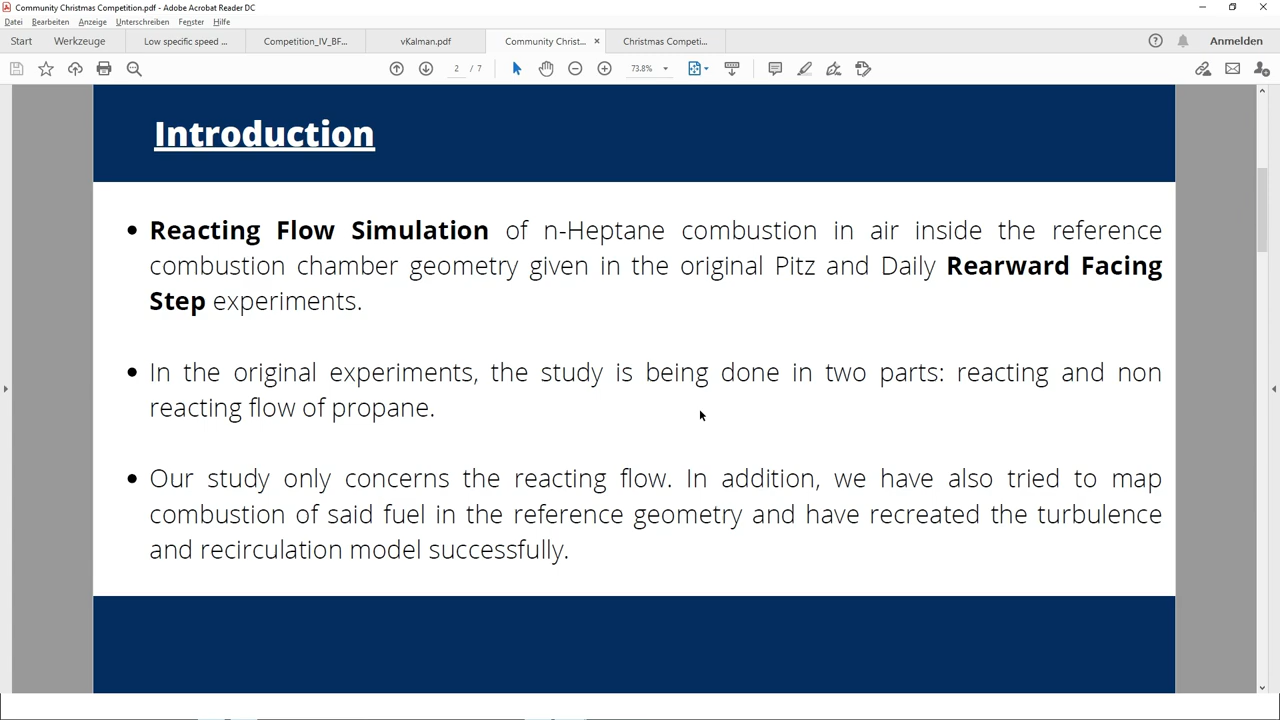 Community Christmas Competition.pdf - Adobe Acrobat Reader DC
Datei Bearbeiten Anzeige Unterschreiben Fenster Hilfe
Start Werkzeuge Low specific speed ... Competition_IV_BF... vKalman.pdf Community Christ... × Christmas Competi... Anmelden
2 / 7 73.8%
Introduction
• Reacting Flow Simulation of n-Heptane combustion in air inside the reference
combustion chamber geometry given in the original Pitz and Daily Rearward Facing
Step experiments.
• In the original experiments, the study is being done in two parts: reacting and non
reacting flow of propane.
• Our study only concerns the reacting flow. In addition, we have also tried to map
combustion of said fuel in the reference geometry and have recreated the turbulence
and recirculation model successfully.